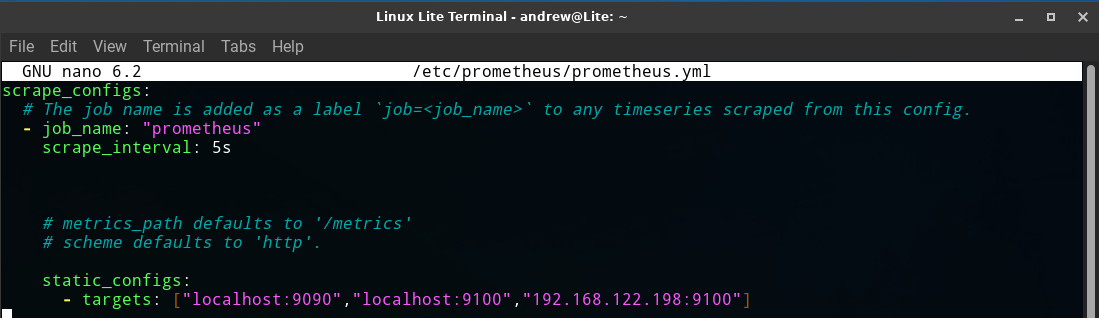 Linux Lite Terminal - andrew@Lite: ~
File Edit View Terminal Tabs Help
GNU nano 6.2 /etc/prometheus/prometheus.yml
scrape_configs:
  # The job name is added as a label `job=<job_name>` to any timeseries scraped from this config.
  - job_name: "prometheus"
    scrape_interval: 5s
    # metrics_path defaults to '/metrics'
    # scheme defaults to 'http'.
    static_configs:
      - targets: ["localhost:9090","localhost:9100","192.168.122.198:9100"]